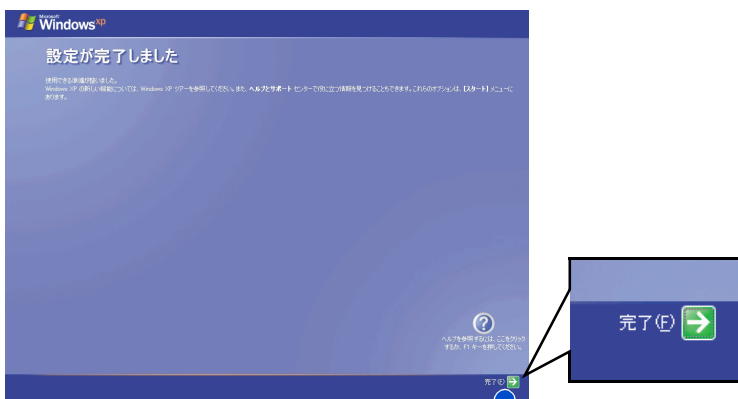 Microsoft
Windows xp
設定が完了しました
使用できる準備が整いました。
Windows XP の新しい機能については、Windows XP ツアーを参照してください。また、ヘルプとサポート センターで役に立つ情報を見つけることもできます。これらのオプションは、[スタート] メニューに
あります。
ヘルプを参照するには、ここをクリック
するか、F1 キーを押してください。
完了(F)
完了(F)